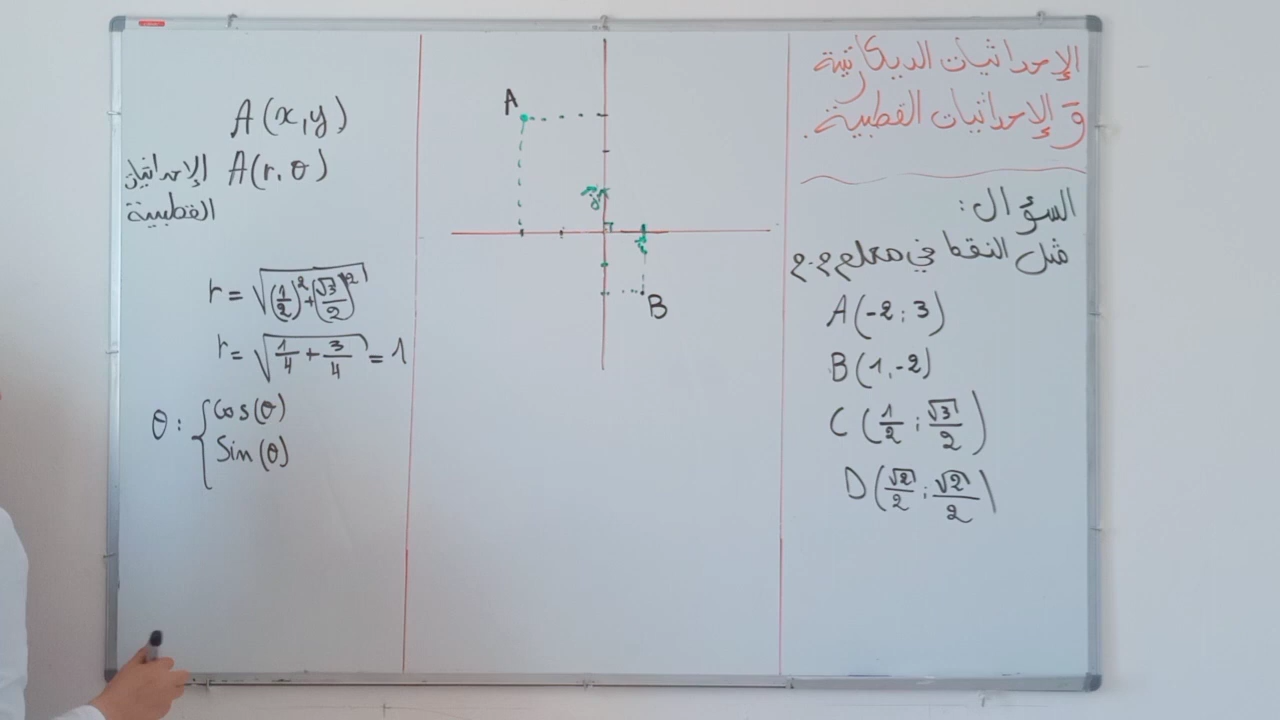 الإحداثيات الديكارتية
و الإحداثيات القطبية.
السؤال:
مثل النقط في معلم م.م
A(-2; 3)
B(1,-2)
C(1/2; √3/2)
D(√2/2; √2/2)
A
B
A(x,y)
A(r,θ) الإحداثيات
القطبية
r = √((1/2)²+(√3/2)²)
r = √(1/4 + 3/4) = 1
θ: { cos(θ)
sin(θ)